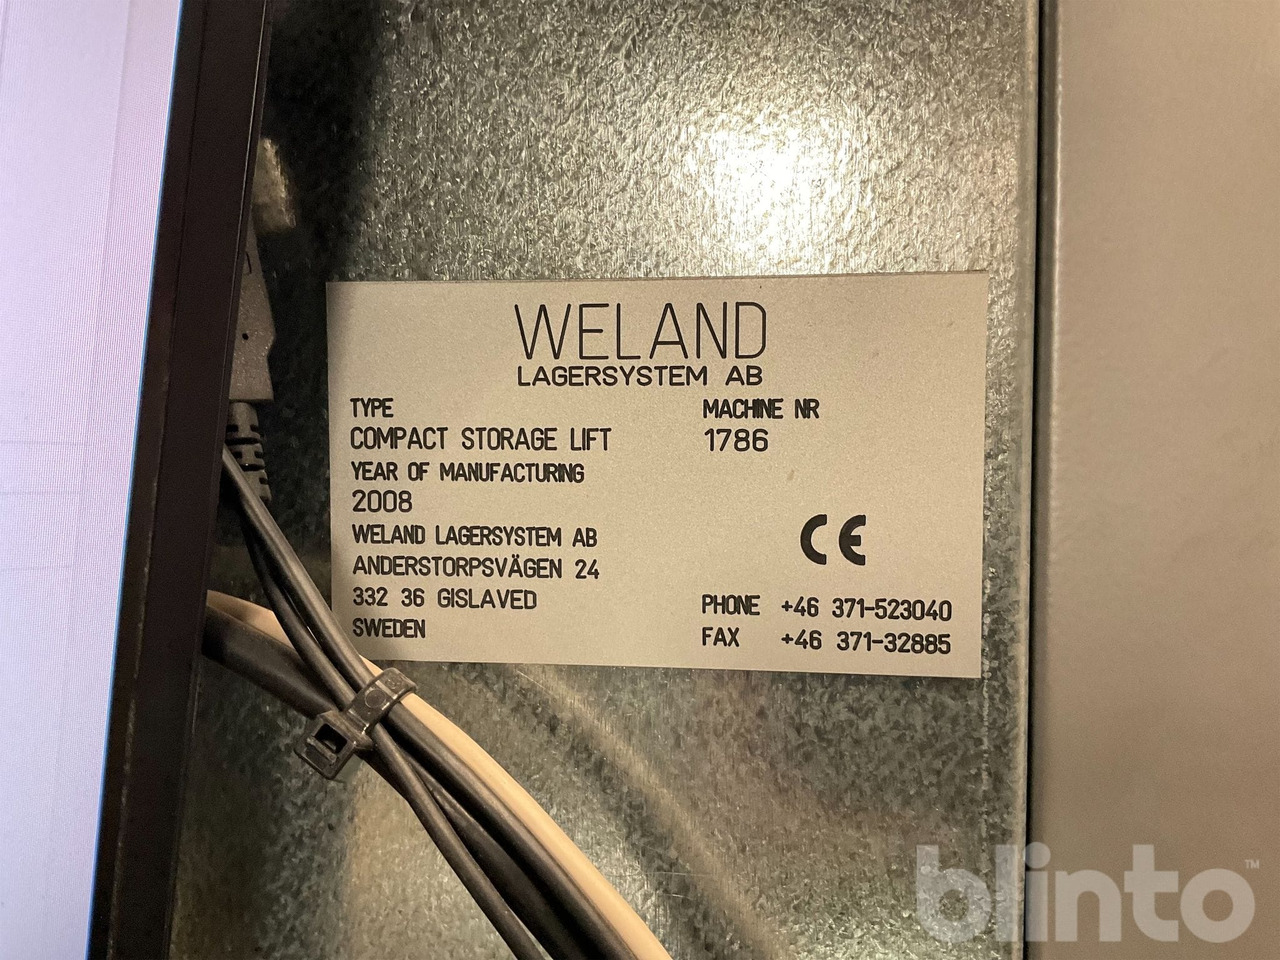 WELAND
LAGERSYSTEM AB
TYPE
COMPACT STORAGE LIFT
MACHINE NR
1786
YEAR OF MANUFACTURING
2008
WELAND LAGERSYSTEM AB
ANDERSTORPSVÄGEN 24
332 36 GISLAVED
SWEDEN
CE
PHONE +46 371-523040
FAX +46 371-32885
blinto™